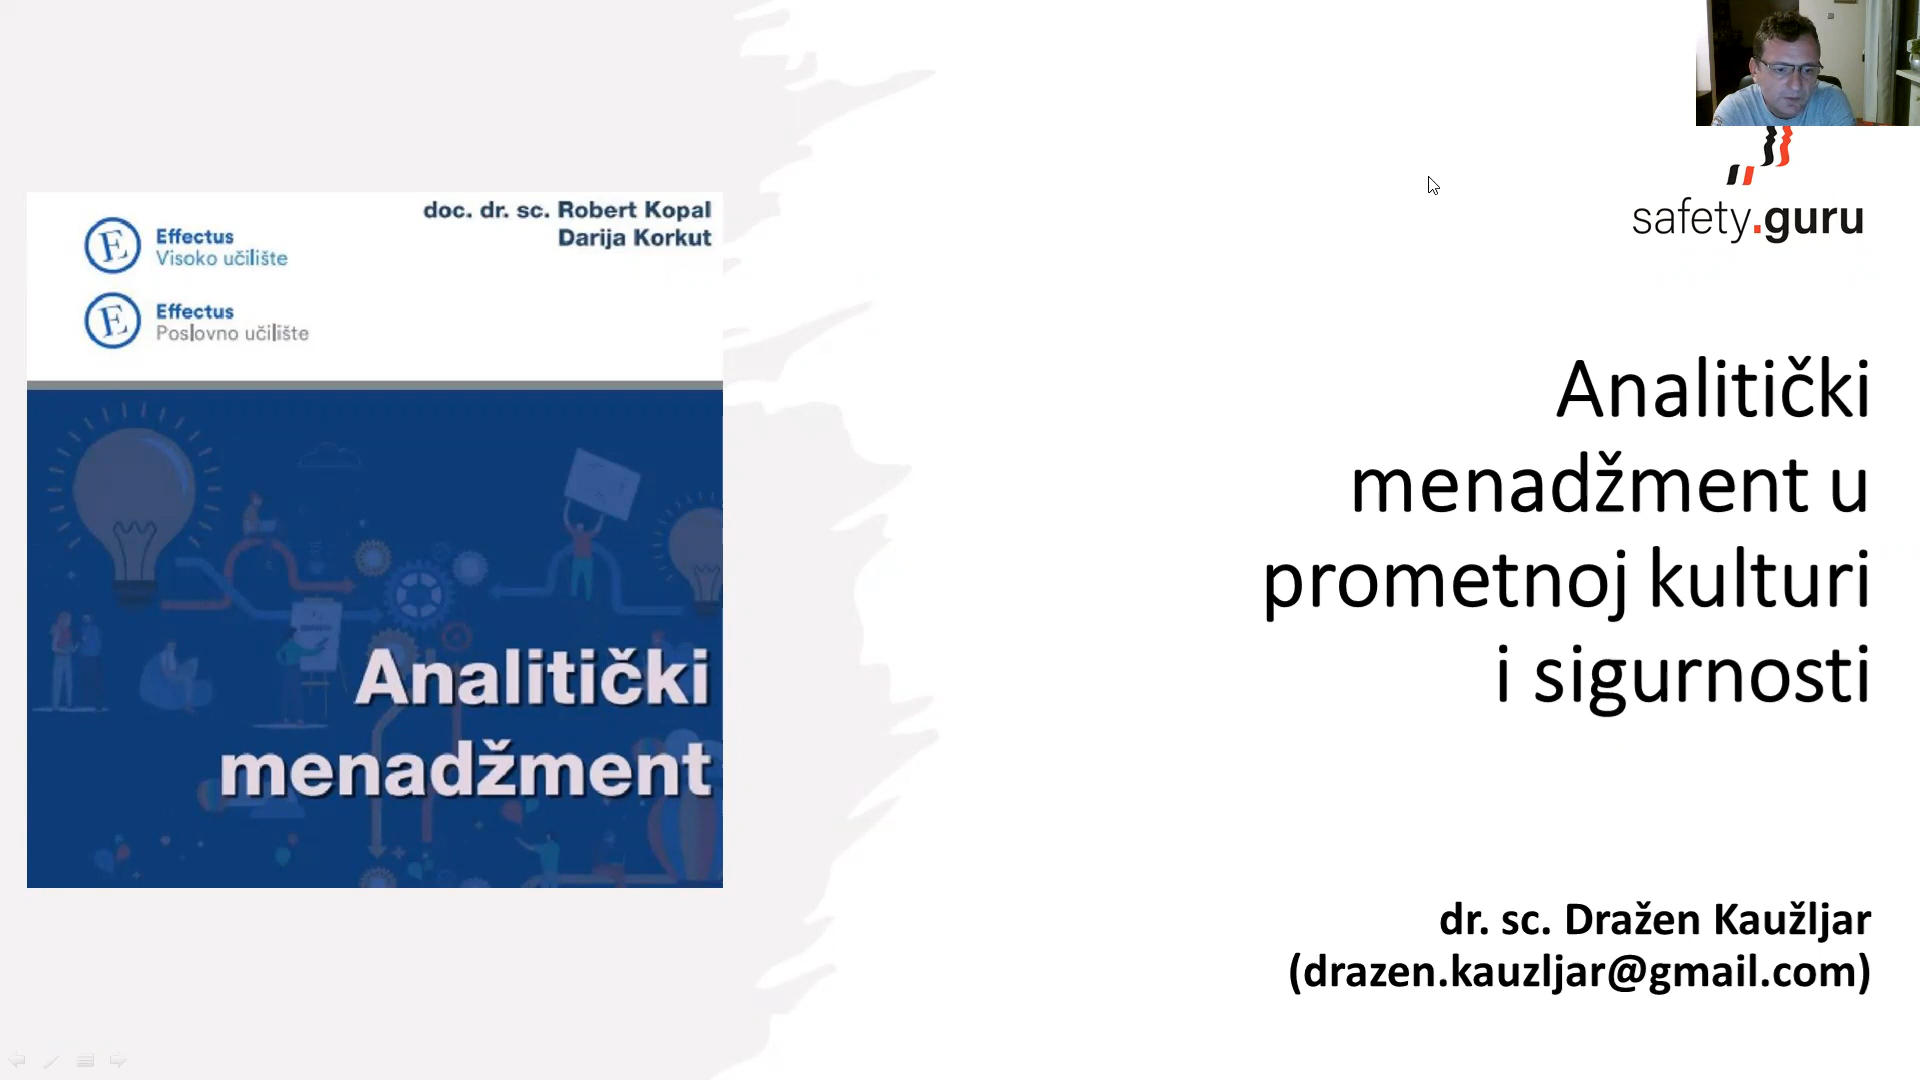 doc. dr. sc. Robert Kopal
Darija Korkut
Effectus
Visoko učilište
Effectus
Poslovno učilište
Analitički
menadžment
safety.guru
Analitički
menadžment u
prometnoj kulturi
i sigurnosti
dr. sc. Dražen Kaužljar
(drazen.kauzljar@gmail.com)